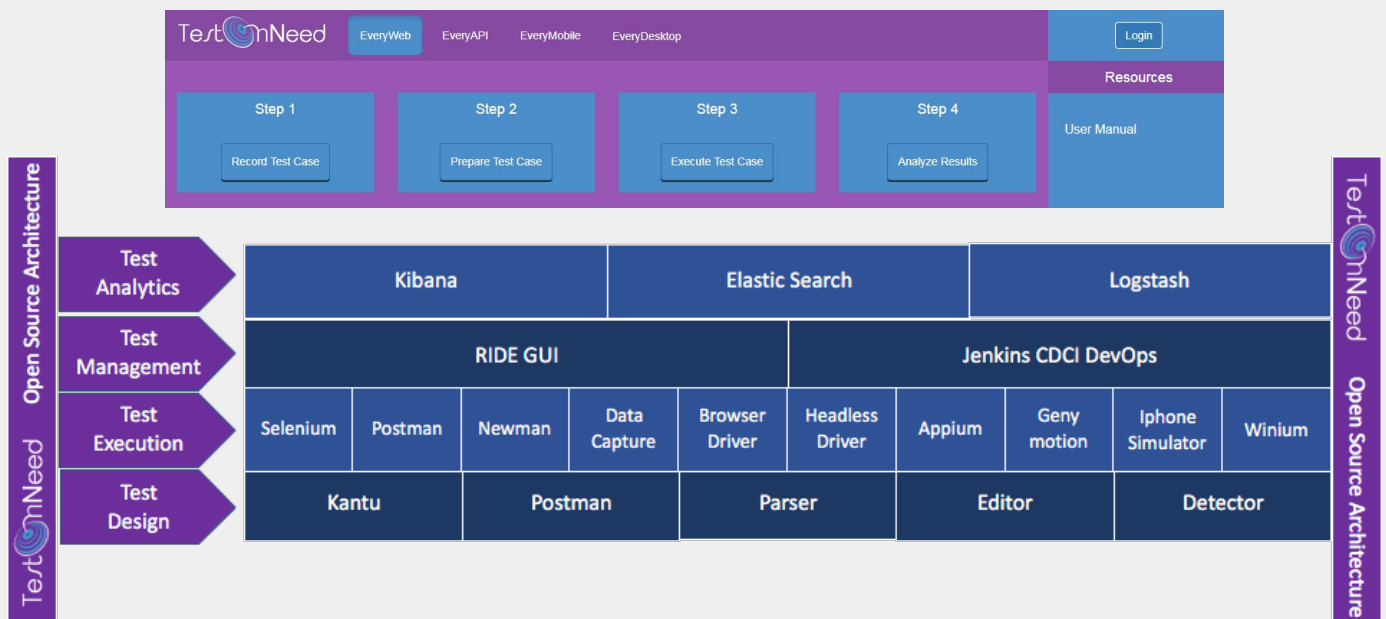 TestOnNeed EveryWeb EveryAPI EveryMobile EveryDesktop Login
Resources
Step 1 Step 2 Step 3 Step 4
User Manual
Record Test Case Prepare Test Case Execute Test Case Analyze Results
TestOnNeed Open Source Architecture
Test
Analytics
Kibana Elastic Search Logstash
Test
Management
RIDE GUI Jenkins CDCI DevOps
Test
Execution
Selenium
Postman
Newman
Data
Capture
Browser
Driver
Headless
Driver
Appium
Geny
motion
Iphone
Simulator
Winium
Test
Design
Kantu Postman Parser Editor Detector
TestOnNeed Open Source Architecture